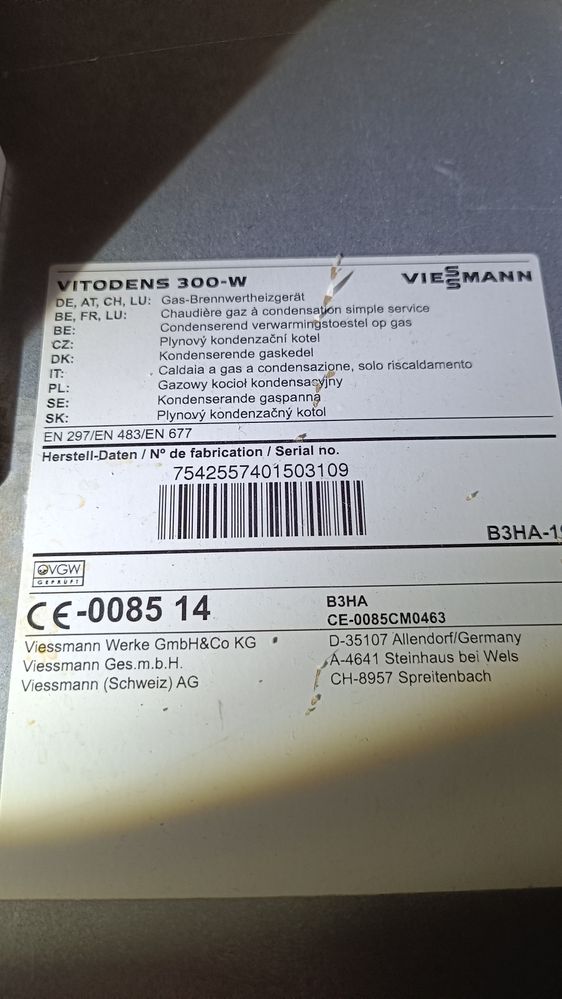 VITODENS 300-W
VIESSMANN
DE, AT, CH, LU: Gas-Brennwertheizgerät
BE, FR, LU: Chaudière gaz à condensation simple service
BE: Condenserend verwarmingstoestel op gas
CZ: Plynový kondenzační kotel
DK: Kondenserende gaskedel
IT: Caldaia a gas a condensazione, solo riscaldamento
PL: Gazowy kocioł kondensacyjny
SE: Kondenserande gaspanna
SK: Plynový kondenzačný kotol
EN 297/EN 483/EN 677
Herstell-Daten / N° de fabrication / Serial no.
7542557401503109
B3HA-19
DVGW
GEPRÜFT
CE-0085 14
B3HA
CE-0085CM0463
Viessmann Werke GmbH&Co KG D-35107 Allendorf/Germany
Viessmann Ges.m.b.H. A-4641 Steinhaus bei Wels
Viessmann (Schweiz) AG CH-8957 Spreitenbach